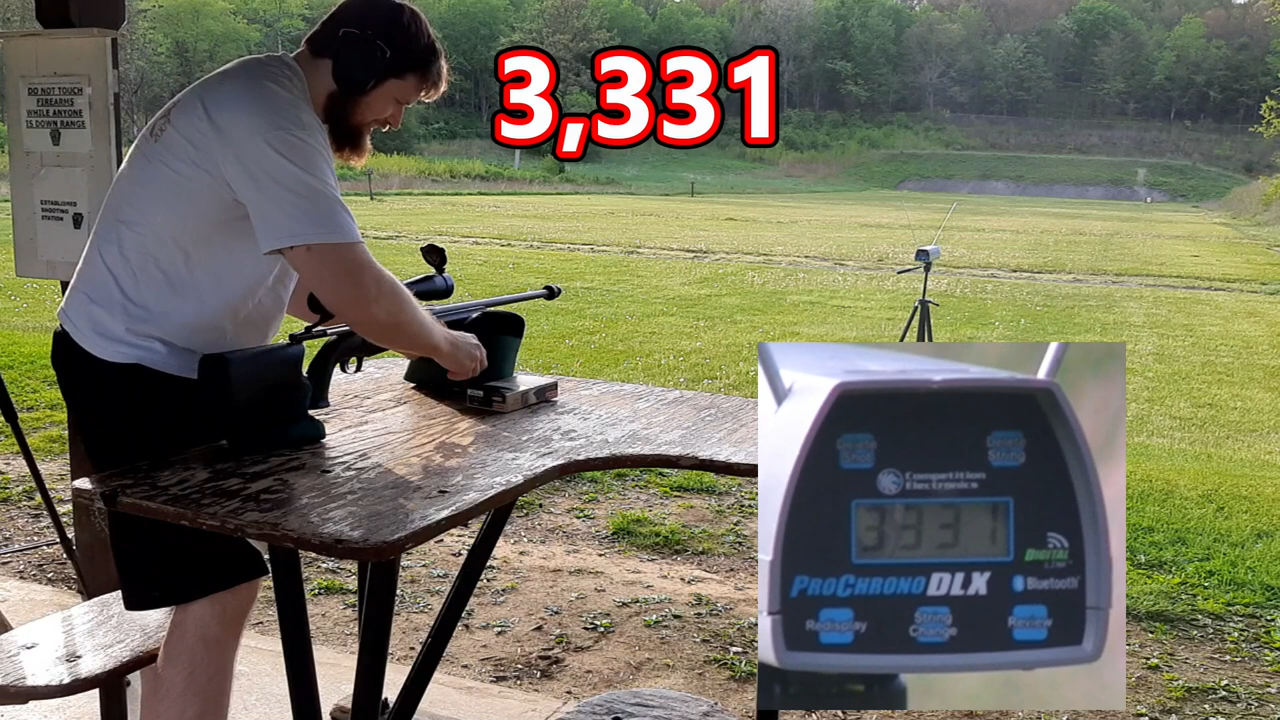 3,331
DO NOT TOUCH
FIREARMS
WHILE ANYONE
IS DOWN RANGE
ESTABLISHED
SHOOTING
STATION
Delete
Shot
Delete
String
Competition
Electronics
3331
DIGITAL
LINK
PROCHRONO DLX
Bluetooth
Redisplay
String
Change
Review